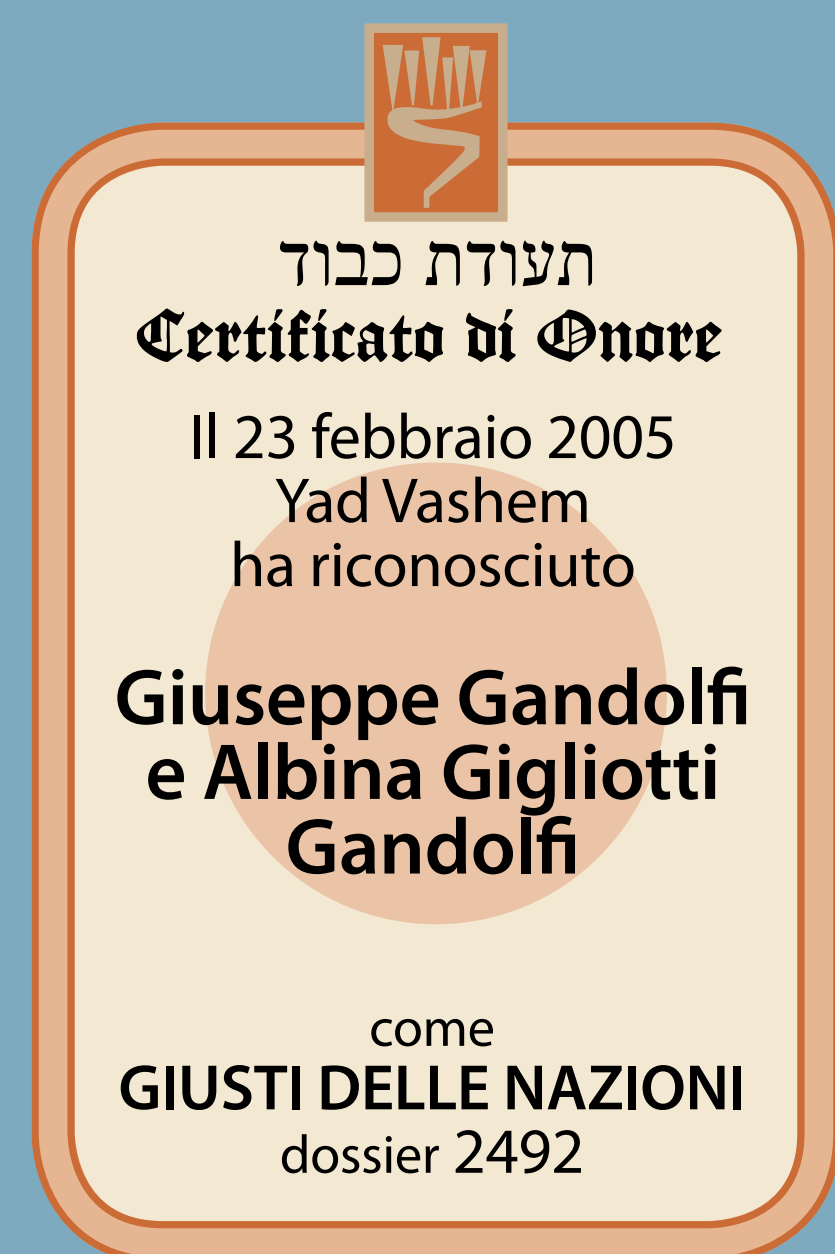 תעודת כבוד
Certificato di Onore
Il 23 febbraio 2005
Yad Vashem
ha riconosciuto
Giuseppe Gandolfi
e Albina Gigliotti
Gandolfi
come
GIUSTI DELLE NAZIONI
dossier 2492